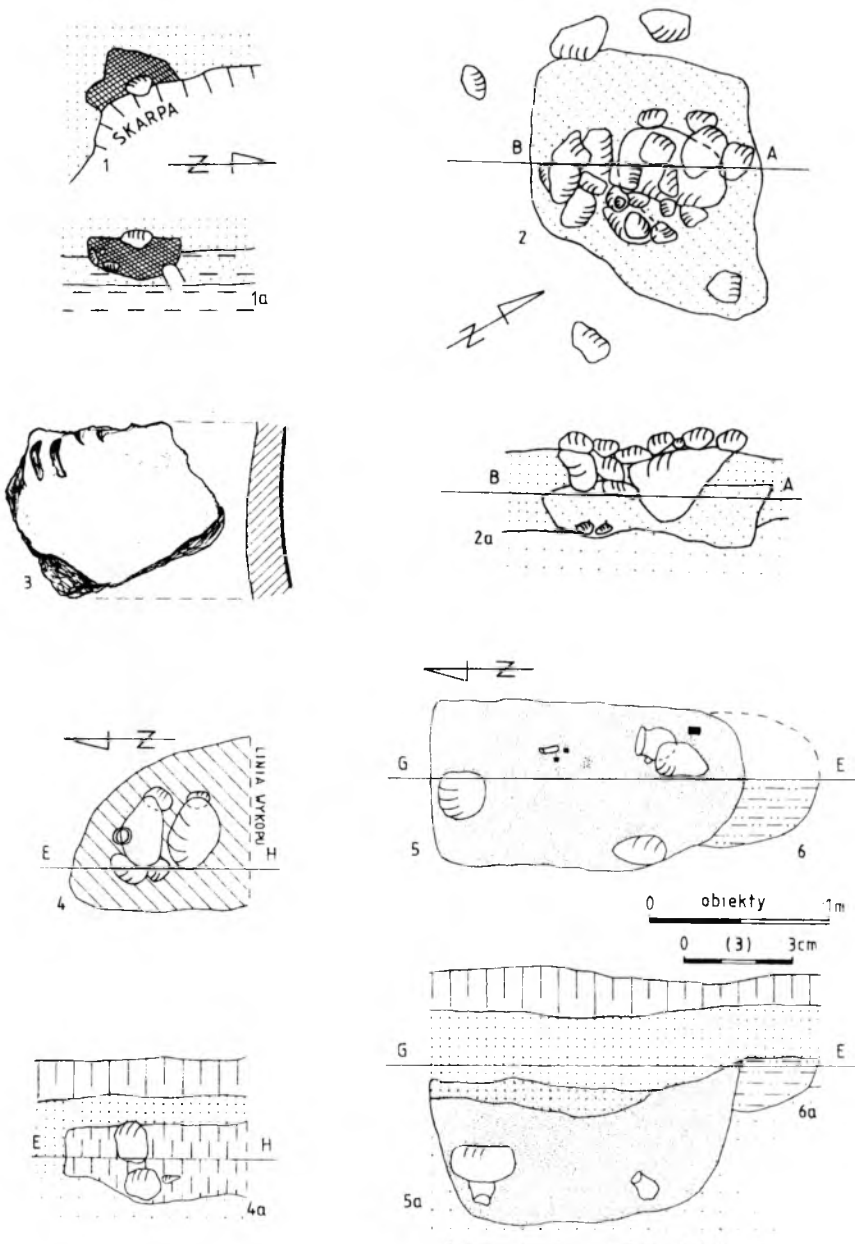 SKARPA
1
Z
1a
B
A
2
Z
3
B
A
2a
Z
LINIA WYKOPU
E
H
4
Z
G
E
5
6
0 obiekty 1m
0 (3) 3cm
E
H
4a
G
E
6a
5a